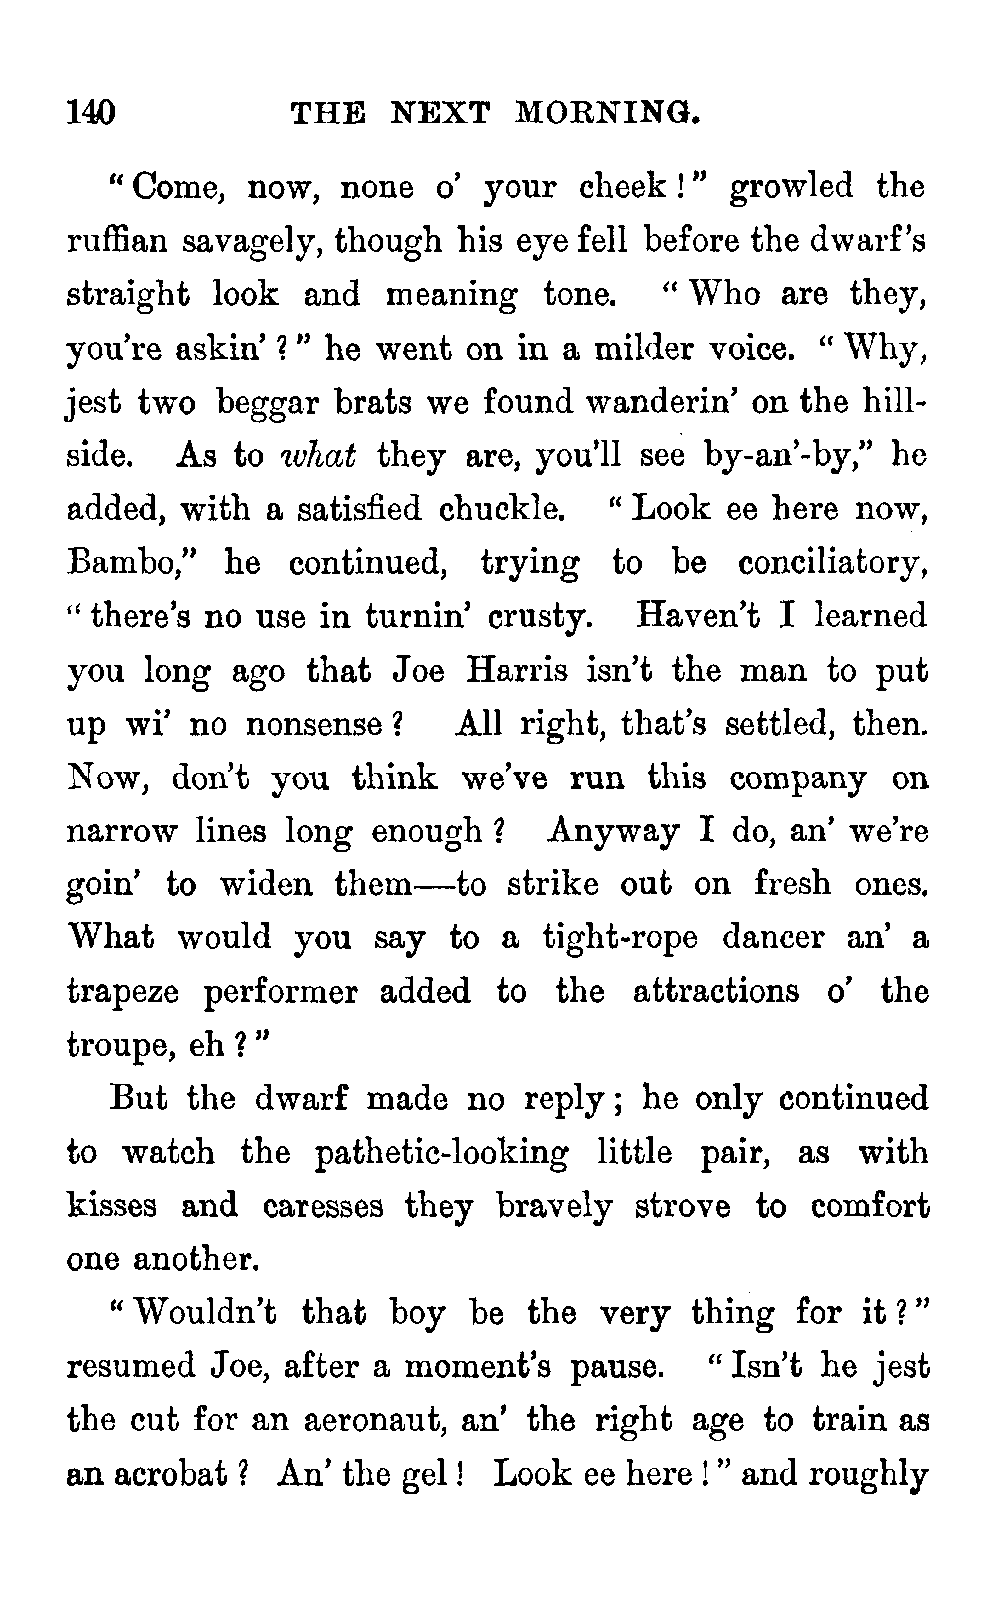 140 THE NEXT MORNING.
“Come, now, none o’ your cheek!” growled the
ruffian savagely, though his eye fell before the dwarf’s
straight look and meaning tone. “Who are they,
you’re askin’?” he went on in a milder voice. “Why,
jest two beggar brats we found wanderin’ on the hill-
side. As to what they are, you’ll see by-an’-by,” he
added, with a satisfied chuckle. “Look ee here now,
Bambo,” he continued, trying to be conciliatory,
“there’s no use in turnin’ crusty. Haven’t I learned
you long ago that Joe Harris isn’t the man to put
up wi’ no nonsense? All right, that’s settled, then.
Now, don’t you think we’ve run this company on
narrow lines long enough? Anyway I do, an’ we’re
goin’ to widen them—to strike out on fresh ones.
What would you say to a tight-rope dancer an’ a
trapeze performer added to the attractions o’ the
troupe, eh?”
But the dwarf made no reply; he only continued
to watch the pathetic-looking little pair, as with
kisses and caresses they bravely strove to comfort
one another.
“Wouldn’t that boy be the very thing for it?”
resumed Joe, after a moment’s pause. “Isn’t he jest
the cut for an aeronaut, an’ the right age to train as
an acrobat? An’ the gel! Look ee here!” and roughly